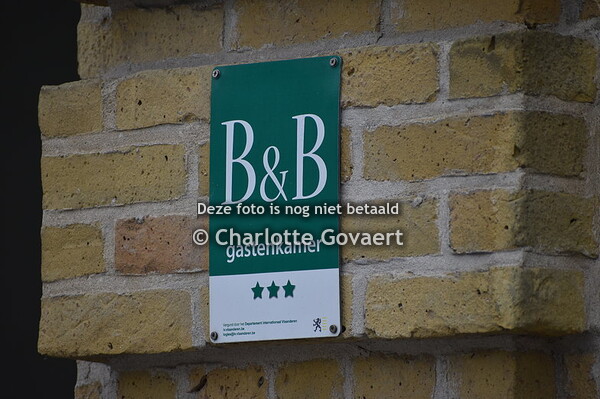 B&B
Deze foto is nog niet betaald
© Charlotte Govaert
gastenkamer